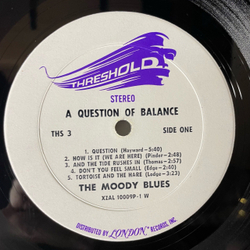 THRESHOLD
STEREO
A QUESTION OF BALANCE
THS 3 SIDE ONE
1. QUESTION (Hayward-5:40)
2. HOW IS IT (WE ARE HERE) (Pinder-2:48)
3. AND THE TIDE RUSHES IN (Thomas-2:57)
4. DON'T YOU FEEL SMALL (Edge-2:40)
5. TORTOISE AND THE HARE (Lodge-3:23)
THE MOODY BLUES
XZAL 10009P-1 W
DISTRIBUTED BY LONDON RECORDS, INC.